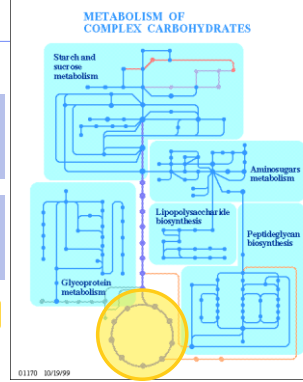 METABOLISM OF
COMPLEX CARBOHYDRATES
Starch and
sucrose
metabolism
Aminosugars
metabolism
Lipopolysaccharide
biosynthesis
Peptideglycan
biosynthesis
Glycoprotein
metabolism
01170 10/19/99